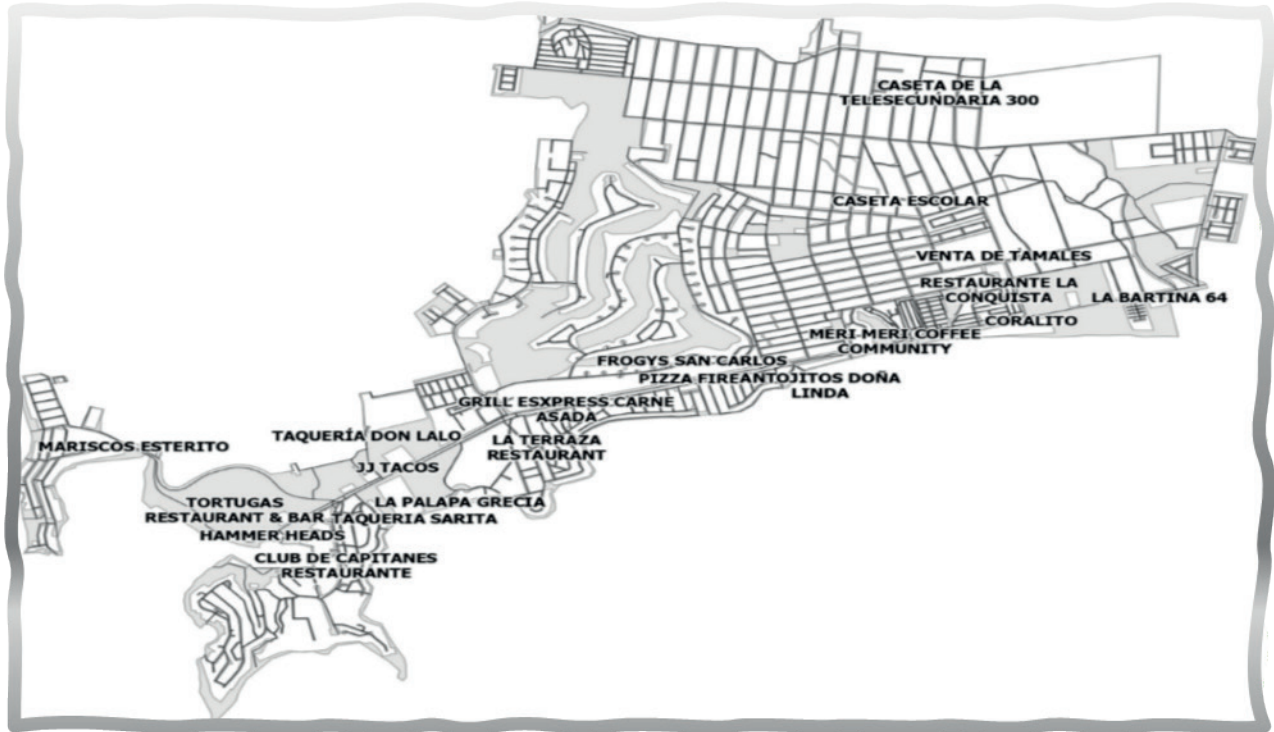 CASETA DE LA
TELESECUNDARIA 300
CASETA ESCOLAR
VENTA DE TAMALES
RESTAURANTE LA
CONQUISTA
LA BARTINA 64
CORALITO
MERI MERI COFFEE
COMMUNITY
FROGYS SAN CARLOS
PIZZA FIREANTOJITOS DOÑA
LINDA
GRILL ESXPRESS CARNE
ASADA
TAQUERÍA DON LALO
LA TERRAZA
RESTAURANT
MARISCOS ESTERITO
JJ TACOS
TORTUGAS
RESTAURANT & BAR
LA PALAPA GRECIA
TAQUERIA SARITA
HAMMER HEADS
CLUB DE CAPITANES
RESTAURANTE